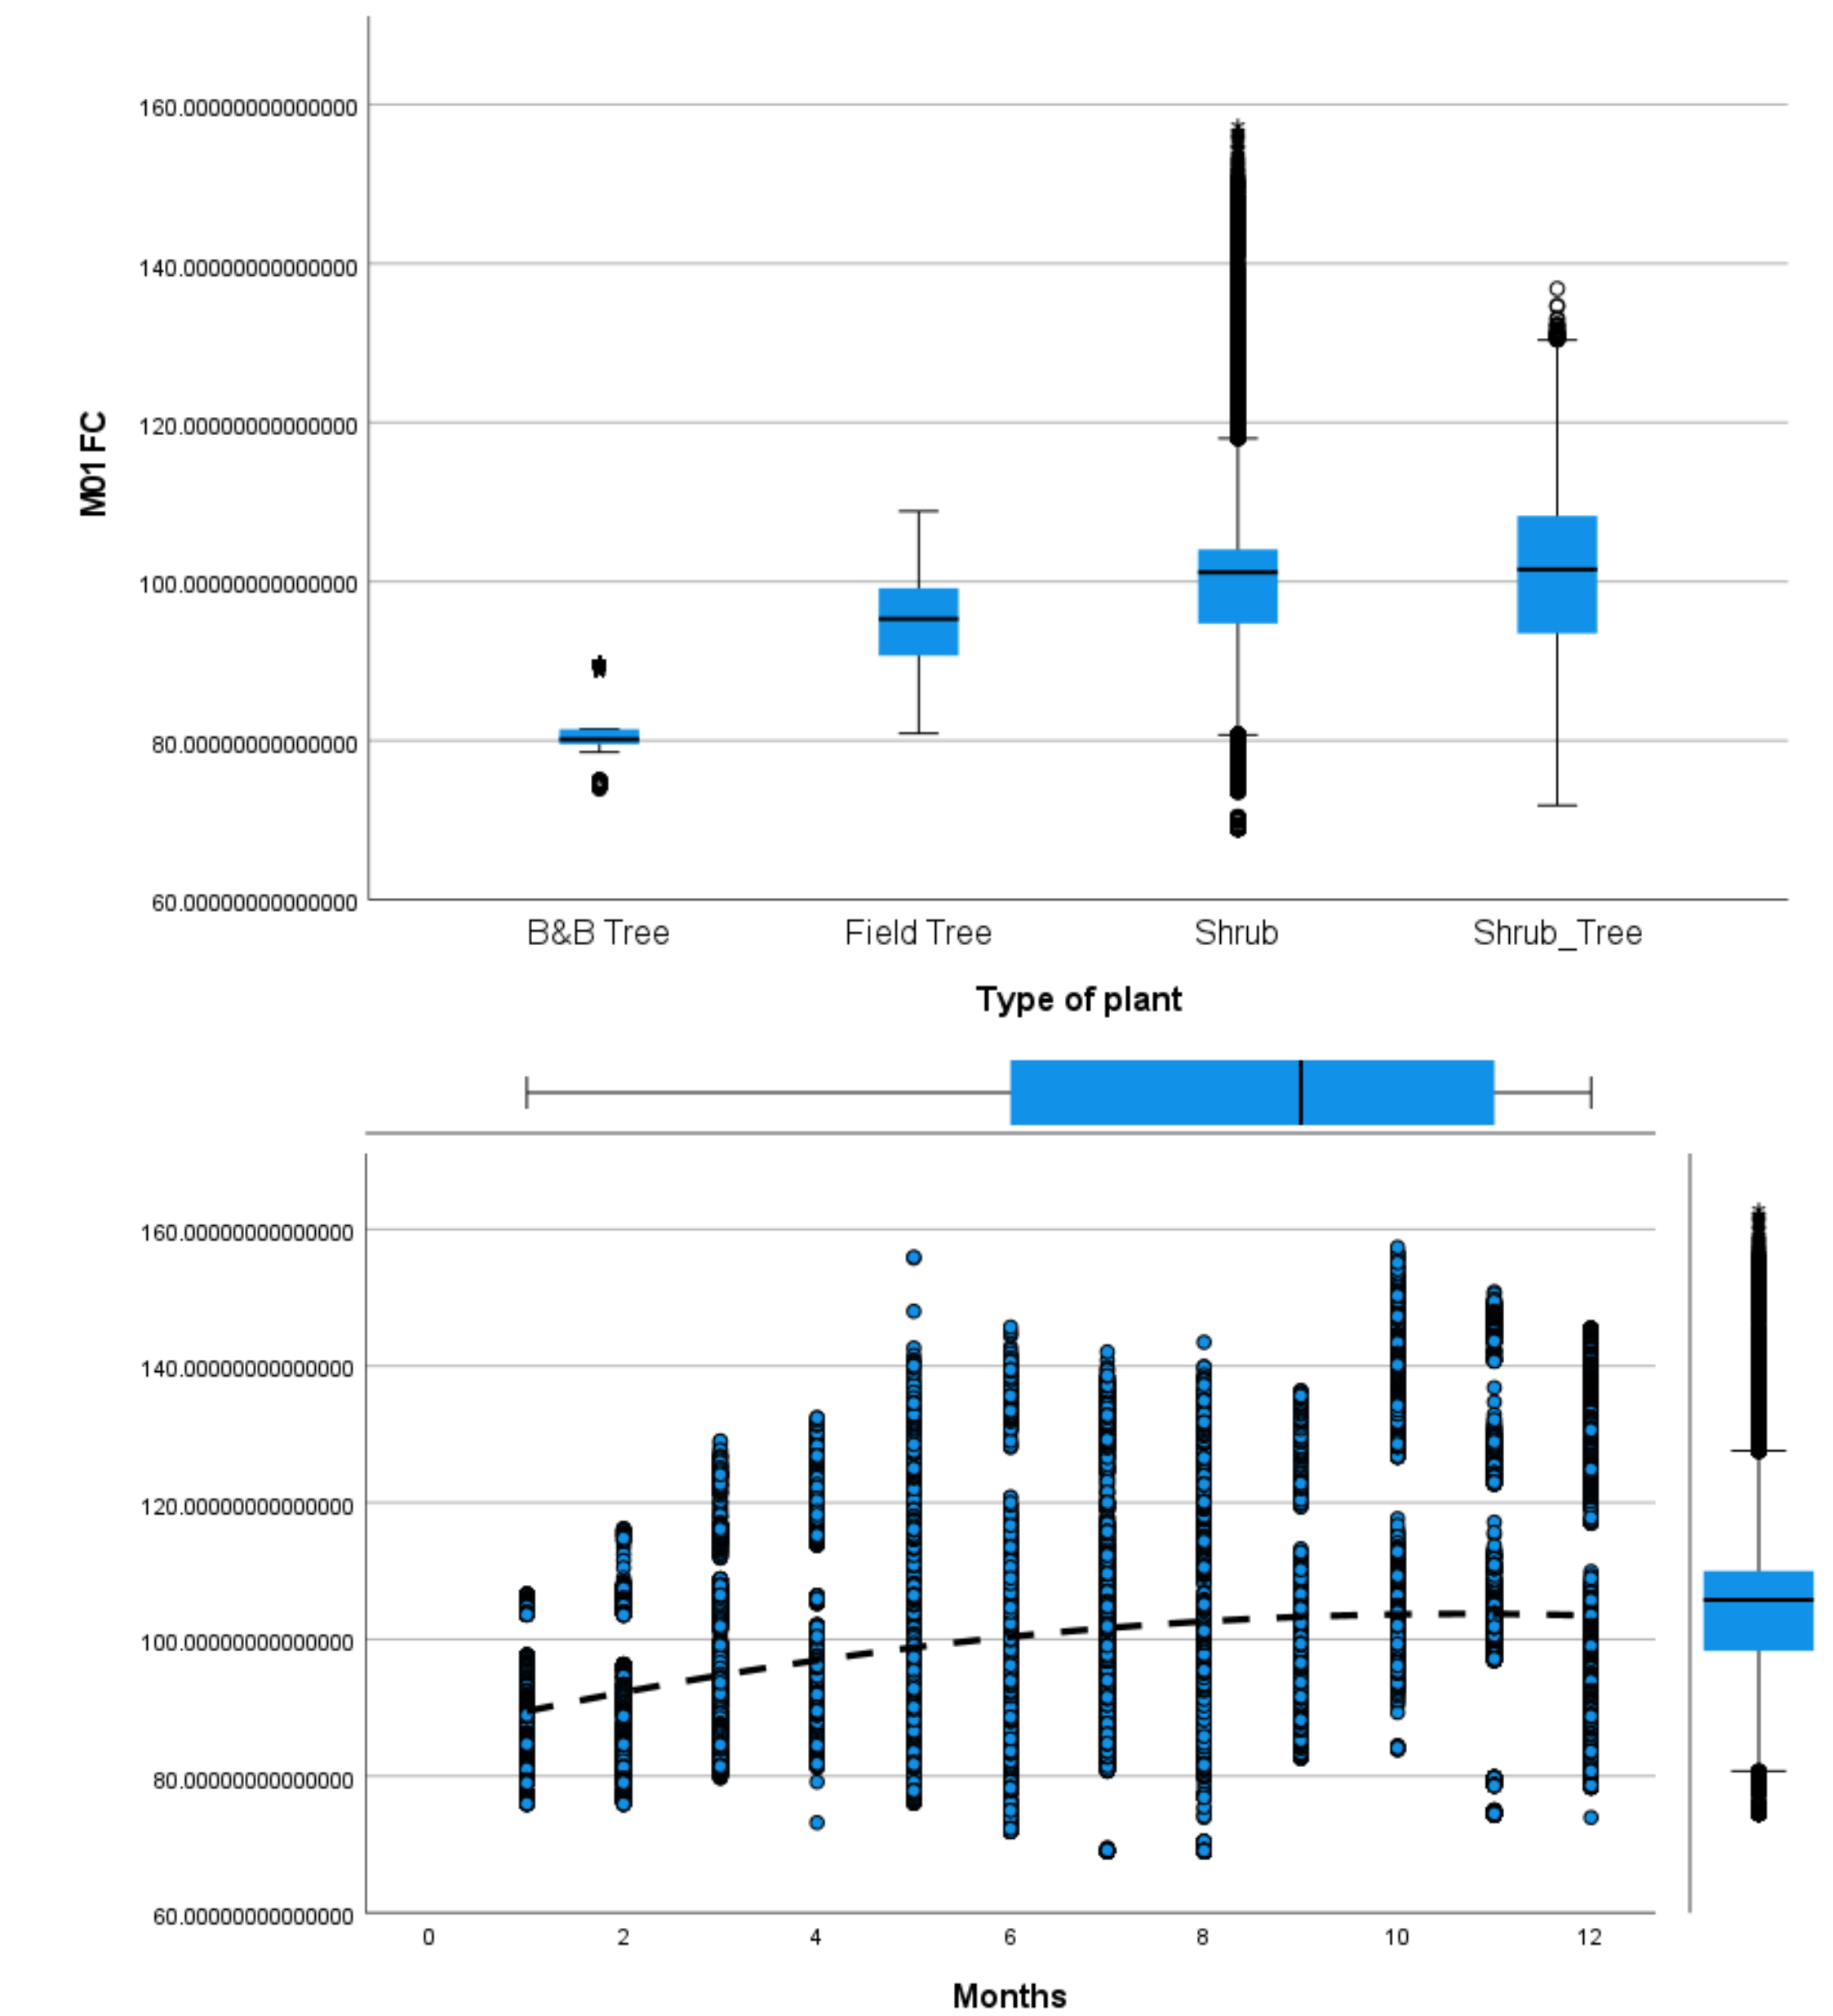 160.00000000000000
140.00000000000000
120.00000000000000
100.00000000000000
80.00000000000000
60.00000000000000
M01 FC
B&B Tree
Field Tree
Shrub
Shrub_Tree
Type of plant
160.00000000000000
140.00000000000000
120.00000000000000
100.00000000000000
80.00000000000000
60.00000000000000
0
2
4
6
8
10
12
Months